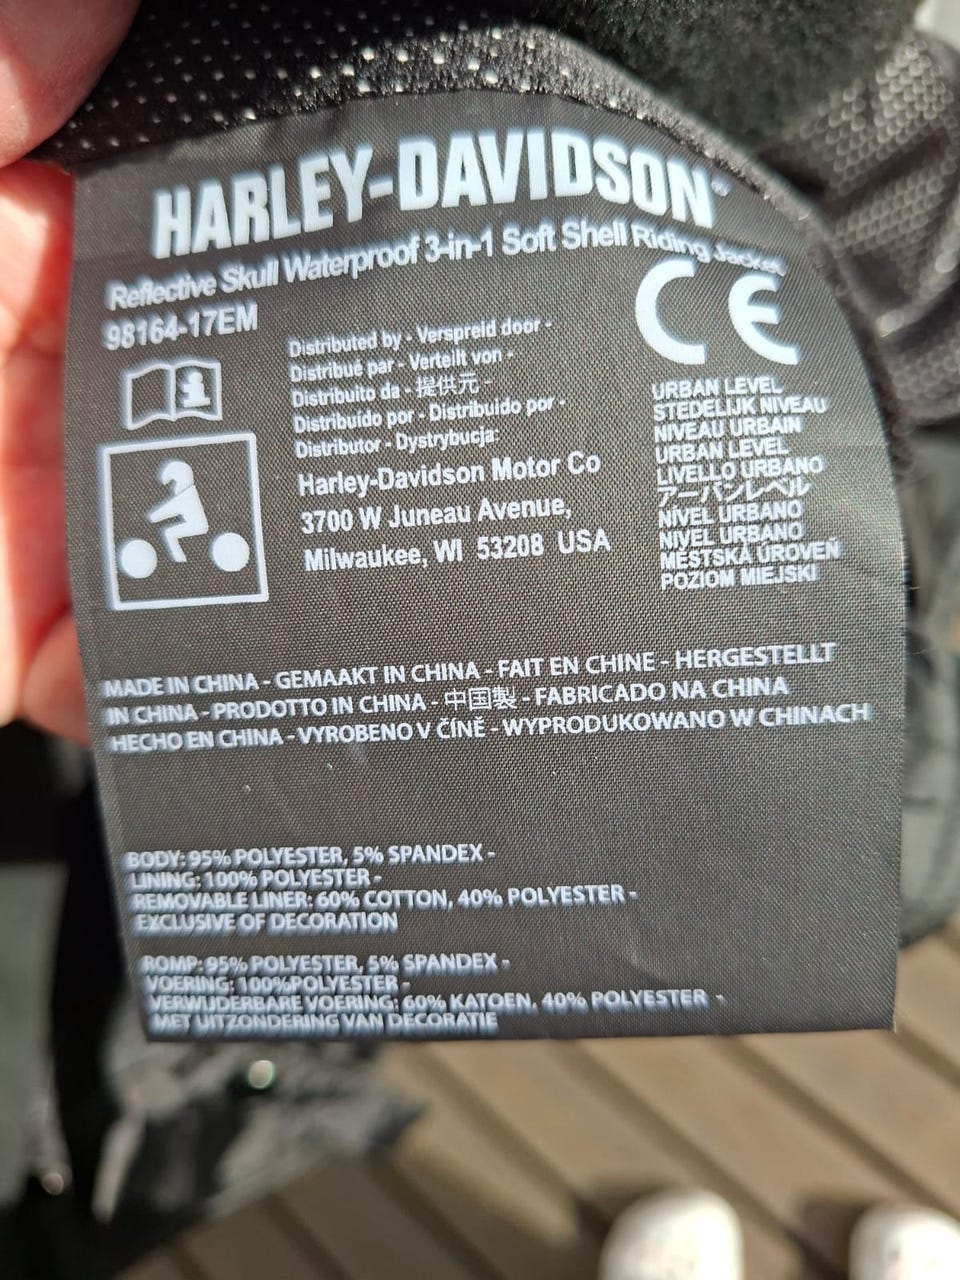 HARLEY-DAVIDSON®
Reflective Skull Waterproof 3-in-1 Soft Shell Riding Jacket
98164-17EM
CE
Distributed by - Verspreid door -
Distribué par - Verteilt von -
Distribuito da - 提供元 -
Distribuído por - Distribuido por -
Distributor - Dystrybucja:
Harley-Davidson Motor Co
3700 W Juneau Avenue,
Milwaukee, WI 53208 USA
URBAN LEVEL
STEDELIJK NIVEAU
NIVEAU URBAIN
URBAN LEVEL
LIVELLO URBANO
アーバンレベル
NÍVEL URBANO
NIVEL URBANO
MĚSTSKÁ ÚROVEŇ
POZIOM MIEJSKI
MADE IN CHINA - GEMAAKT IN CHINA - FAIT EN CHINE - HERGESTELLT
IN CHINA - PRODOTTO IN CHINA - 中国製 - FABRICADO NA CHINA
HECHO EN CHINA - VYROBENO V ČÍNĚ - WYPRODUKOWANO W CHINACH
BODY: 95% POLYESTER, 5% SPANDEX -
LINING: 100% POLYESTER -
REMOVABLE LINER: 60% COTTON, 40% POLYESTER -
EXCLUSIVE OF DECORATION
ROMP: 95% POLYESTER, 5% SPANDEX -
VOERING: 100%POLYESTER -
VERWIJDERBARE VOERING: 60% KATOEN, 40% POLYESTER -
MET UITZONDERING VAN DECORATIE